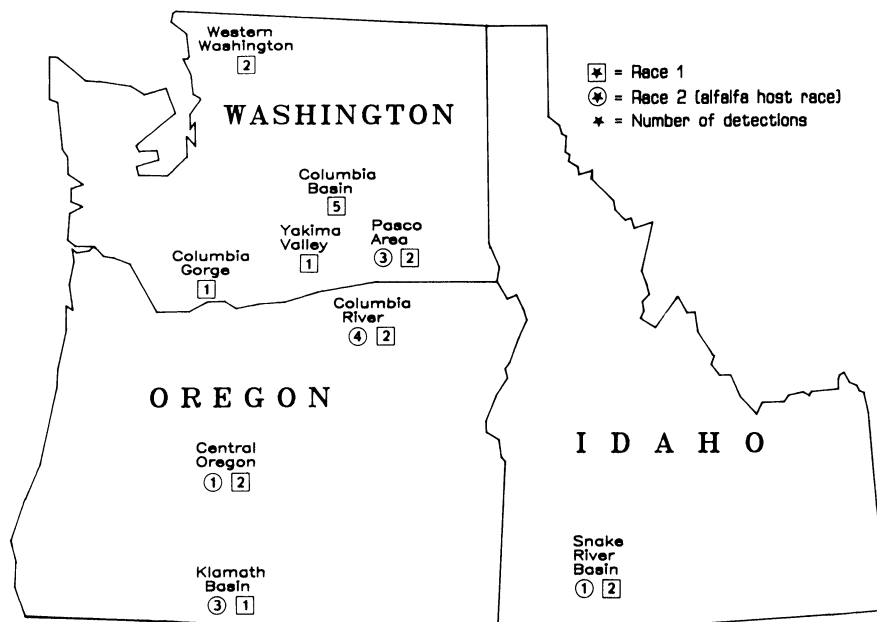 Western
Washington
2
★ = Race 1
★ = Race 2 (alfalfa host race)
★ = Number of detections
WASHINGTON
Columbia
Basin
5
Yakima
Valley
1
Pasco
Area
3 2
Columbia
Gorge
1
Columbia
River
4 2
OREGON
IDAHO
Central
Oregon
1 2
Snake
River
Basin
1 2
Klamath
Basin
3 1